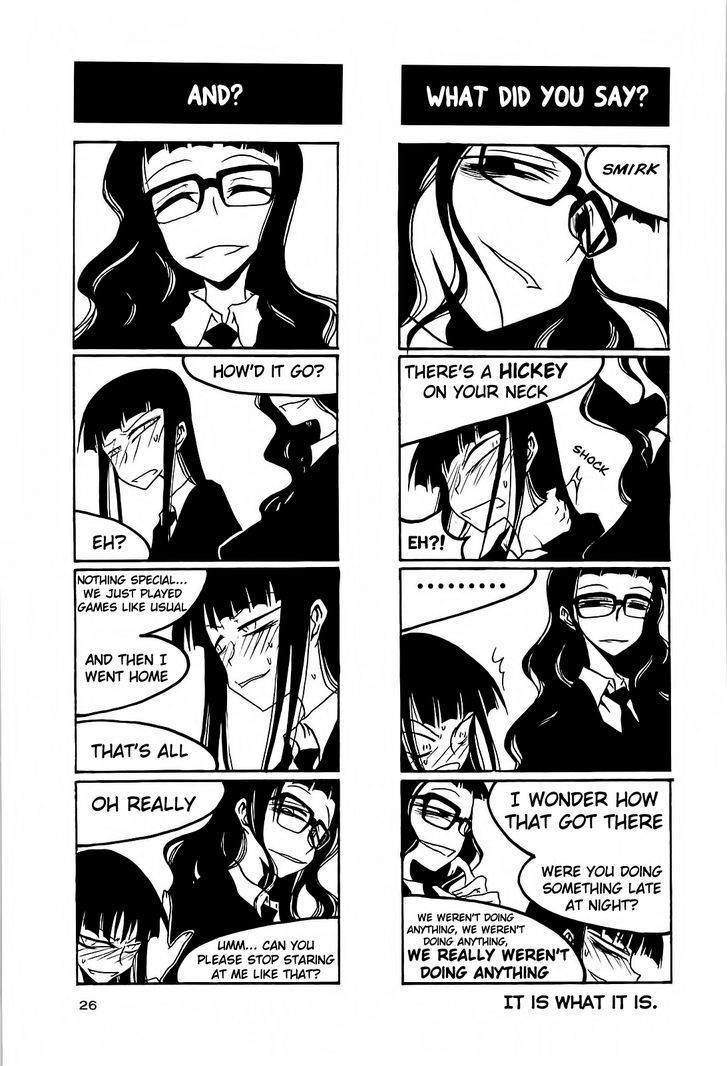 AND?
HOW'D IT GO?
EH?
NOTHING SPECIAL...
WE JUST PLAYED
GAMES LIKE USUAL
AND THEN I
WENT HOME
THAT'S ALL
OH REALLY
UMM... CAN YOU
PLEASE STOP STARING
AT ME LIKE THAT?
26
WHAT DID YOU SAY?
SMIRK
THERE'S A HICKEY
ON YOUR NECK
SHOCK
EH?!
.........
I WONDER HOW
THAT GOT THERE
WERE YOU DOING
SOMETHING LATE
AT NIGHT?
WE WEREN'T DOING
ANYTHING, WE WEREN'T
DOING ANYTHING,
WE REALLY WEREN'T
DOING ANYTHING
IT IS WHAT IT IS.